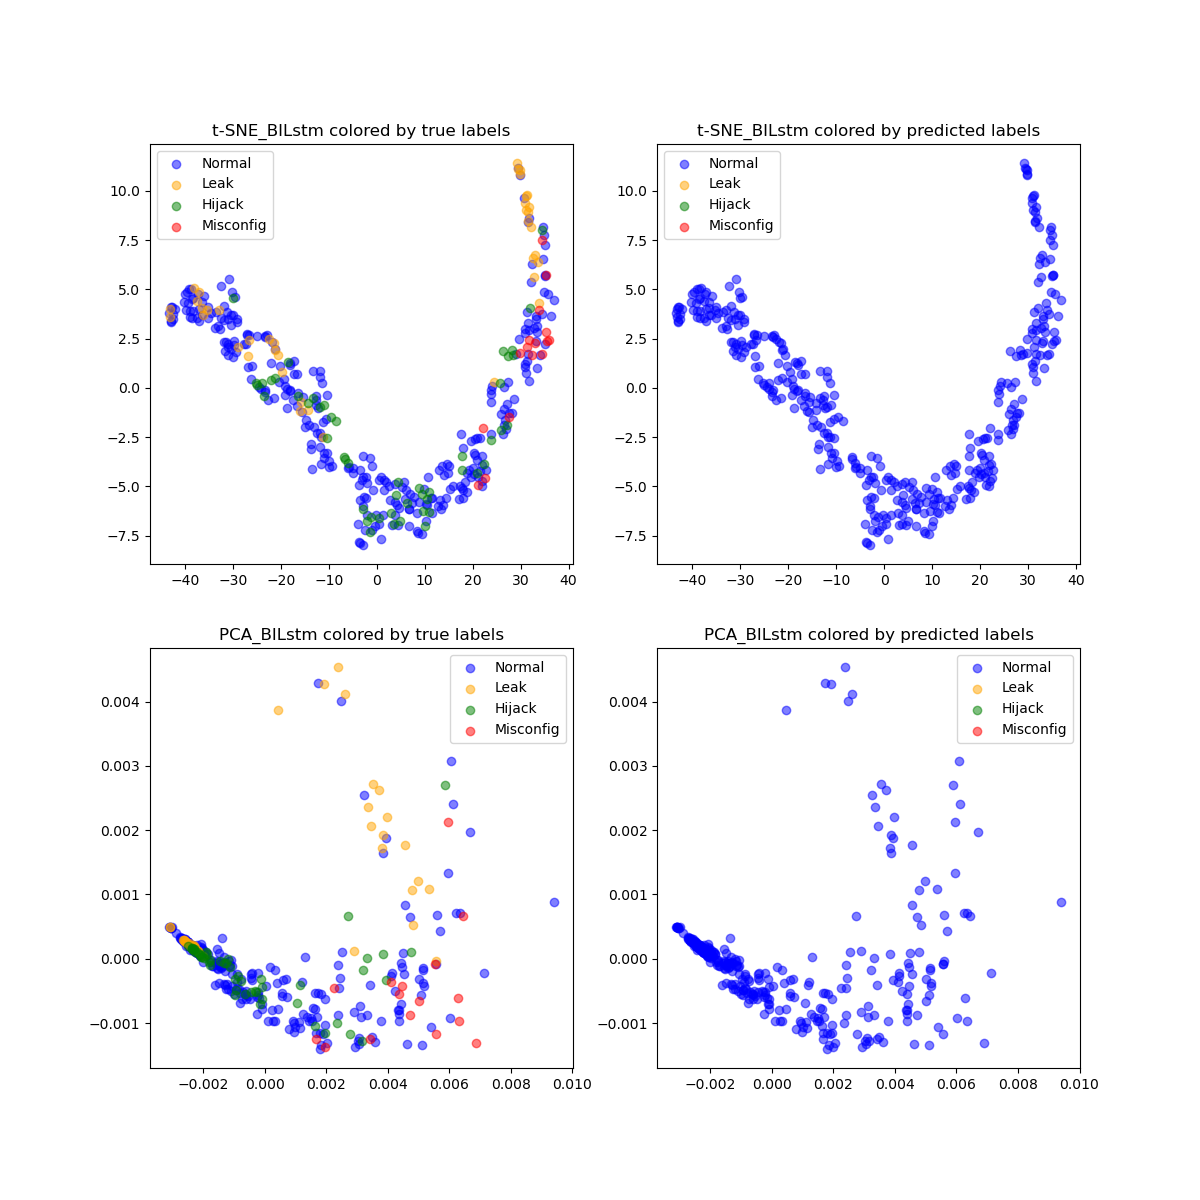 t-SNE_BILstm colored by true labels
Normal
Leak
Hijack
Misconfig
10.0
7.5
5.0
2.5
0.0
−2.5
−5.0
−7.5
−40 −30 −20 −10 0 10 20 30 40
t-SNE_BILstm colored by predicted labels
Normal
Leak
Hijack
Misconfig
10.0
7.5
5.0
2.5
0.0
−2.5
−5.0
−7.5
−40 −30 −20 −10 0 10 20 30 40
PCA_BILstm colored by true labels
Normal
Leak
Hijack
Misconfig
0.004
0.003
0.002
0.001
0.000
−0.001
−0.002 0.000 0.002 0.004 0.006 0.008 0.010
PCA_BILstm colored by predicted labels
Normal
Leak
Hijack
Misconfig
0.004
0.003
0.002
0.001
0.000
−0.001
−0.002 0.000 0.002 0.004 0.006 0.008 0.010